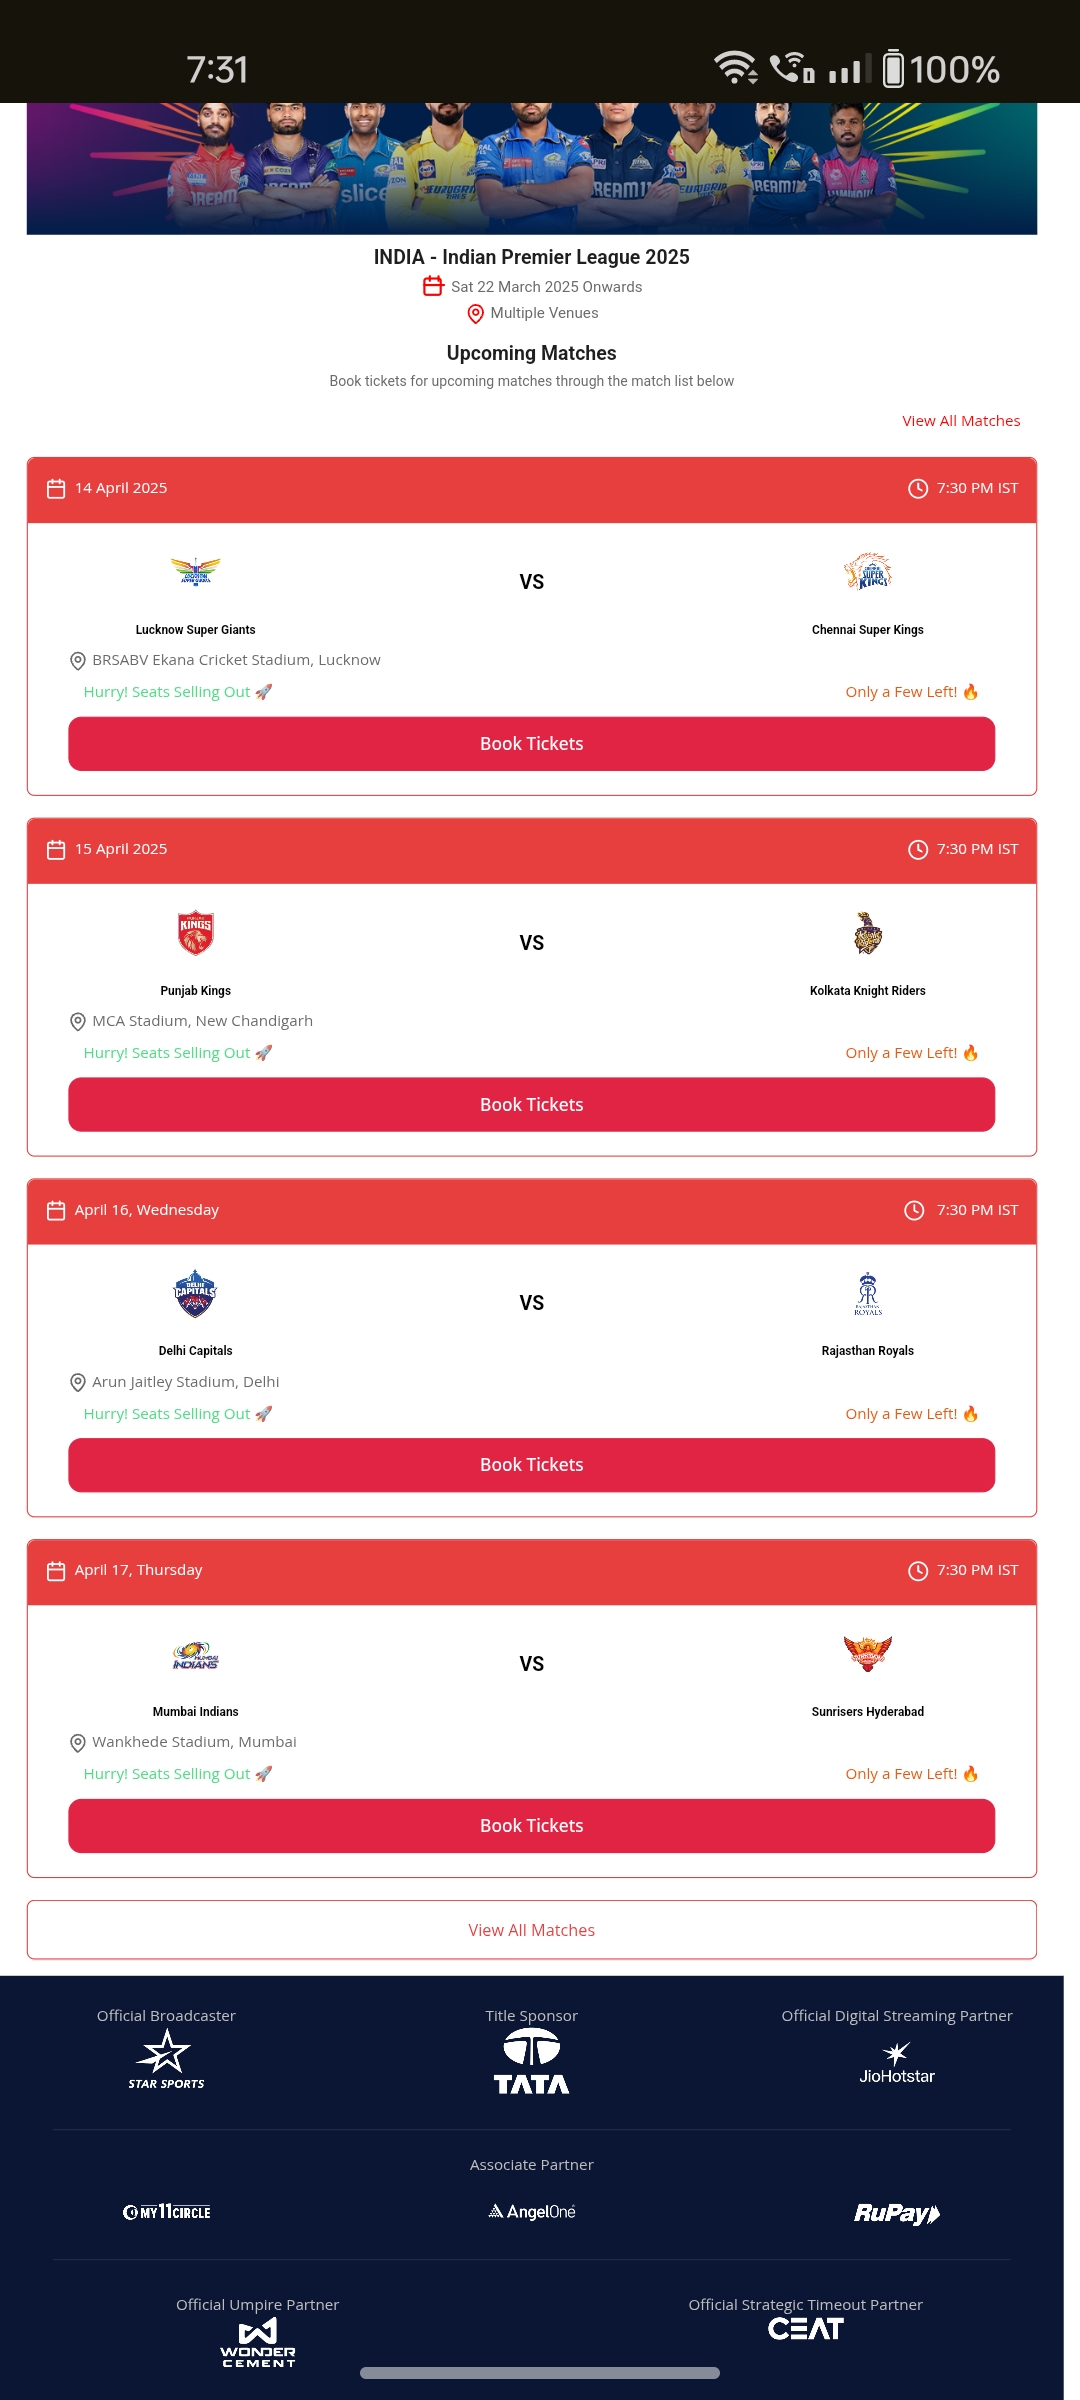 7:31
100%
slice
INDIA - Indian Premier League 2025
Sat 22 March 2025 Onwards
Multiple Venues
Upcoming Matches
Book tickets for upcoming matches through the match list below
View All Matches
14 April 2025 7:30 PM IST
VS
Lucknow Super Giants Chennai Super Kings
BRSABV Ekana Cricket Stadium, Lucknow
Hurry! Seats Selling Out 🚀 Only a Few Left! 🔥
Book Tickets
15 April 2025 7:30 PM IST
KINGS VS
Punjab Kings Kolkata Knight Riders
MCA Stadium, New Chandigarh
Hurry! Seats Selling Out 🚀 Only a Few Left! 🔥
Book Tickets
April 16, Wednesday 7:30 PM IST
DELHI
CAPITALS VS ROYALS
Delhi Capitals Rajasthan Royals
Arun Jaitley Stadium, Delhi
Hurry! Seats Selling Out 🚀 Only a Few Left! 🔥
Book Tickets
April 17, Thursday 7:30 PM IST
MUMBAI
INDIANS VS
Mumbai Indians Sunrisers Hyderabad
Wankhede Stadium, Mumbai
Hurry! Seats Selling Out 🚀 Only a Few Left! 🔥
Book Tickets
View All Matches
Official Broadcaster Title Sponsor Official Digital Streaming Partner
STAR SPORTS TATA JioHotstar
Associate Partner
MY11CIRCLE AngelOne RuPay
Official Umpire Partner Official Strategic Timeout Partner
WONDER
CEMENT CEAT